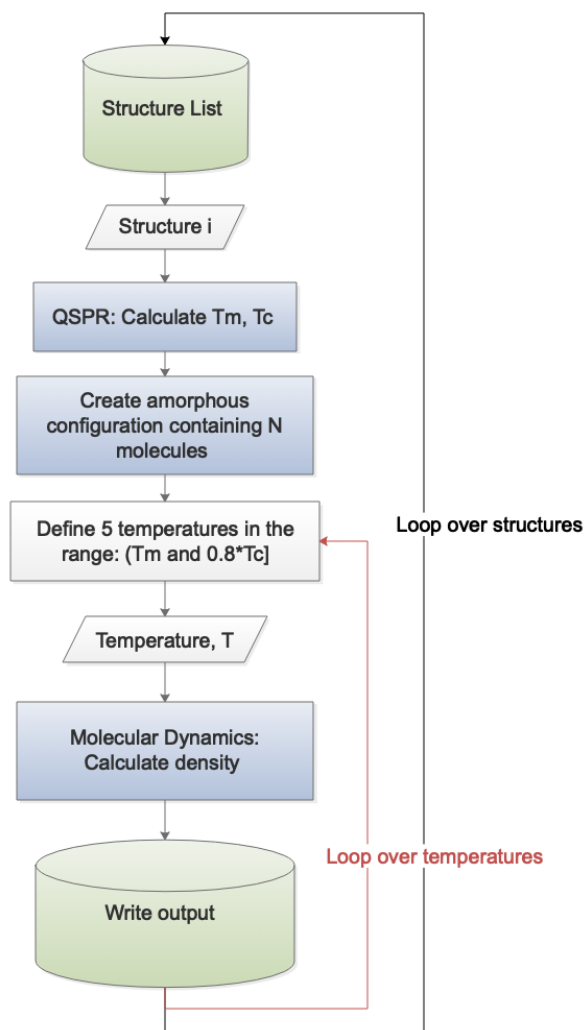 Structure List
Structure i
QSPR: Calculate Tm, Tc
Create amorphous
configuration containing N
molecules
Define 5 temperatures in the
range: (Tm and 0.8*Tc]
Loop over structures
Temperature, T
Molecular Dynamics:
Calculate density
Loop over temperatures
Write output